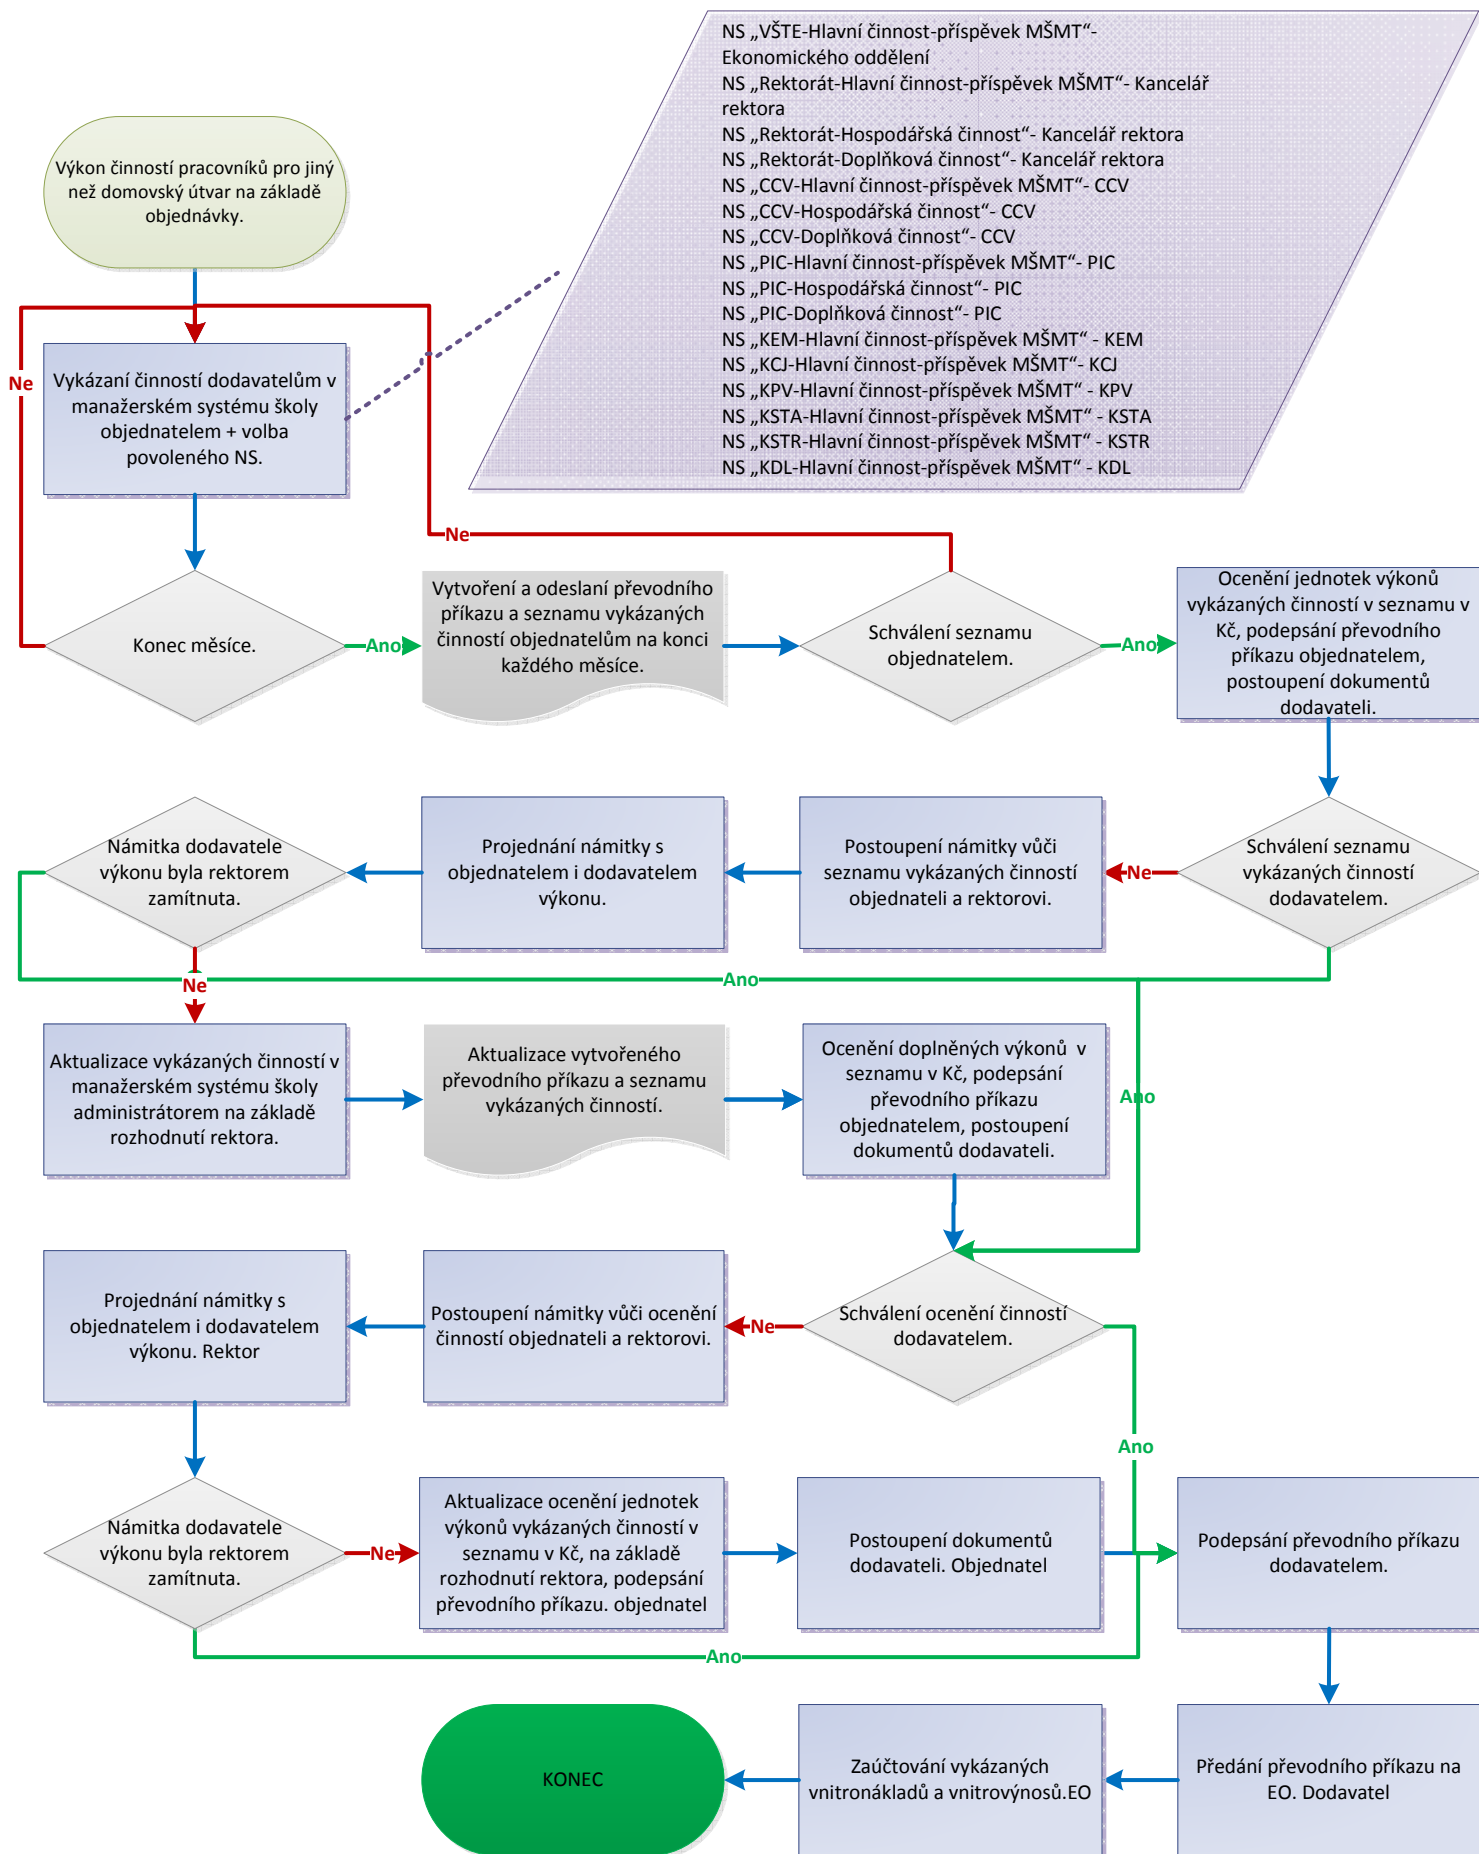 NS „VŠTE-Hlavní činnost-příspěvek MŠMT“-
Ekonomického oddělení
NS „Rektorát-Hlavní činnost-příspěvek MŠMT“- Kancelář
rektora
NS „Rektorát-Hospodářská činnost“- Kancelář rektora
NS „Rektorát-Doplňková činnost“- Kancelář rektora
NS „CCV-Hlavní činnost-příspěvek MŠMT“- CCV
NS „CCV-Hospodářská činnost“- CCV
NS „CCV-Doplňková činnost“- CCV
NS „PIC-Hlavní činnost-příspěvek MŠMT“- PIC
NS „PIC-Hospodářská činnost“- PIC
NS „PIC-Doplňková činnost“- PIC
NS „KEM-Hlavní činnost-příspěvek MŠMT“ - KEM
NS „KCJ-Hlavní činnost-příspěvek MŠMT“ - KCJ
NS „KPV-Hlavní činnost-příspěvek MŠMT“ - KPV
NS „KSTA-Hlavní činnost-příspěvek MŠMT“ - KSTA
NS „KSTR-Hlavní činnost-příspěvek MŠMT“ - KSTR
NS „KDL-Hlavní činnost-příspěvek MŠMT“ - KDL
Výkon činností pracovníků pro jiný
než domovský útvar na základě
objednávky.
Ne
Vykázaní činností dodavatelům v
manažerském systému školy
objednatelem + volba
povoleného NS.
Ne
Konec měsíce.
Ano
Vytvoření a odeslaní převodního
příkazu a seznamu vykázaných
činností objednatelům na konci
každého měsíce.
Schválení seznamu
objednatelem.
Ano
Ocenění jednotek výkonů
vykázaných činností v seznamu v
Kč, podepsání převodního
příkazu objednatelem,
postoupení dokumentů
dodavateli.
Námitka dodavatele
výkonu byla rektorem
zamítnuta.
Projednání námitky s
objednatelem i dodavatelem
výkonu.
Postoupení námitky vůči
seznamu vykázaných činností
objednateli a rektorovi.
Ne
Schválení seznamu
vykázaných činností
dodavatelem.
Ne
Ano
Aktualizace vykázaných činností v
manažerském systému školy
administrátorem na základě
rozhodnutí rektora.
Aktualizace vytvořeného
převodního příkazu a seznamu
vykázaných činností.
Ocenění doplněných výkonů  v
seznamu v Kč, podepsání
převodního příkazu
objednatelem, postoupení
dokumentů dodavateli.
Ano
Projednání námitky s
objednatelem i dodavatelem
výkonu. Rektor
Postoupení námitky vůči ocenění
činností objednateli a rektorovi.
Ne
Schválení ocenění činností
dodavatelem.
Ano
Námitka dodavatele
výkonu byla rektorem
zamítnuta.
Ne
Aktualizace ocenění jednotek
výkonů vykázaných činností v
seznamu v Kč, na základě
rozhodnutí rektora, podepsání
převodního příkazu. objednatel
Postoupení dokumentů
dodavateli. Objednatel
Podepsání převodního příkazu
dodavatelem.
Ano
KONEC
Zaúčtování vykázaných
vnitronákladů a vnitrovýnosů.EO
Předání převodního příkazu na
EO. Dodavatel